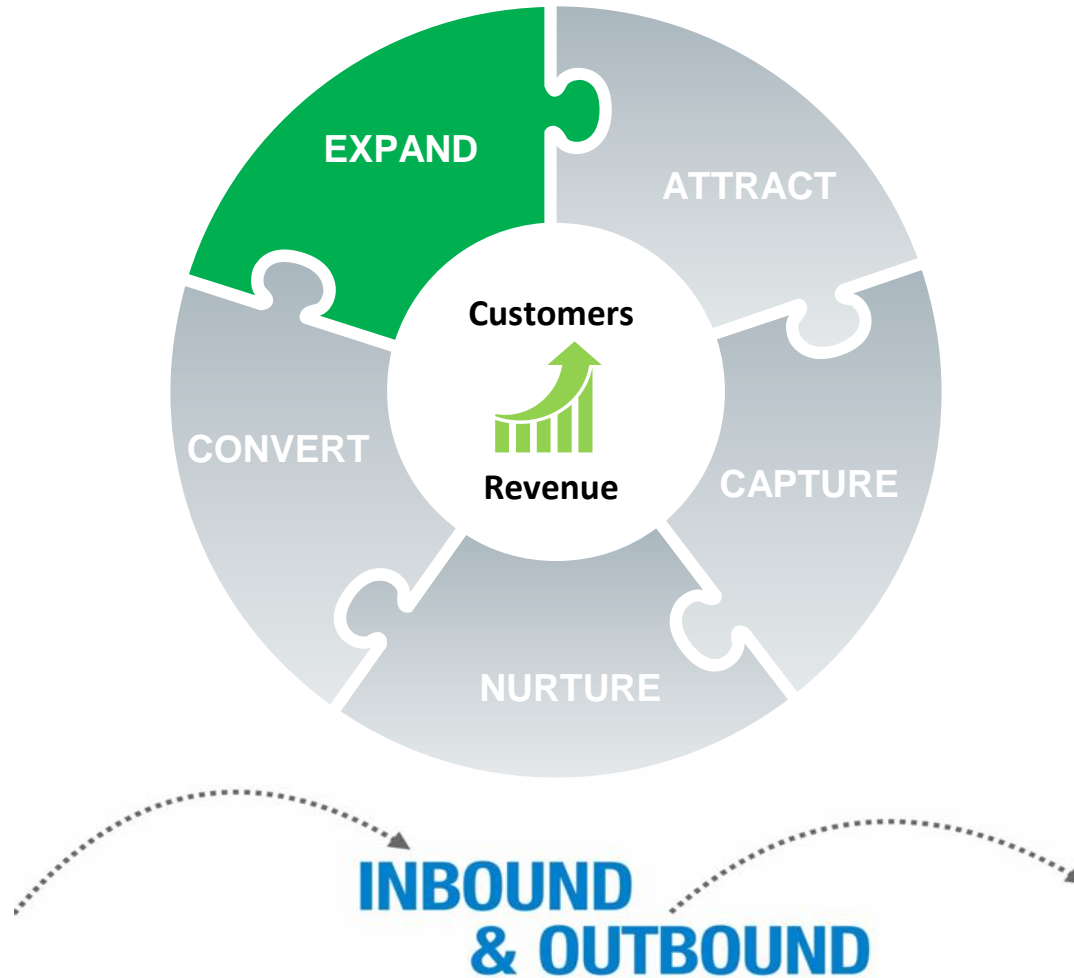 EXPAND
ATTRACT
Customers
Revenue
CONVERT
CAPTURE
NURTURE
INBOUND
& OUTBOUND